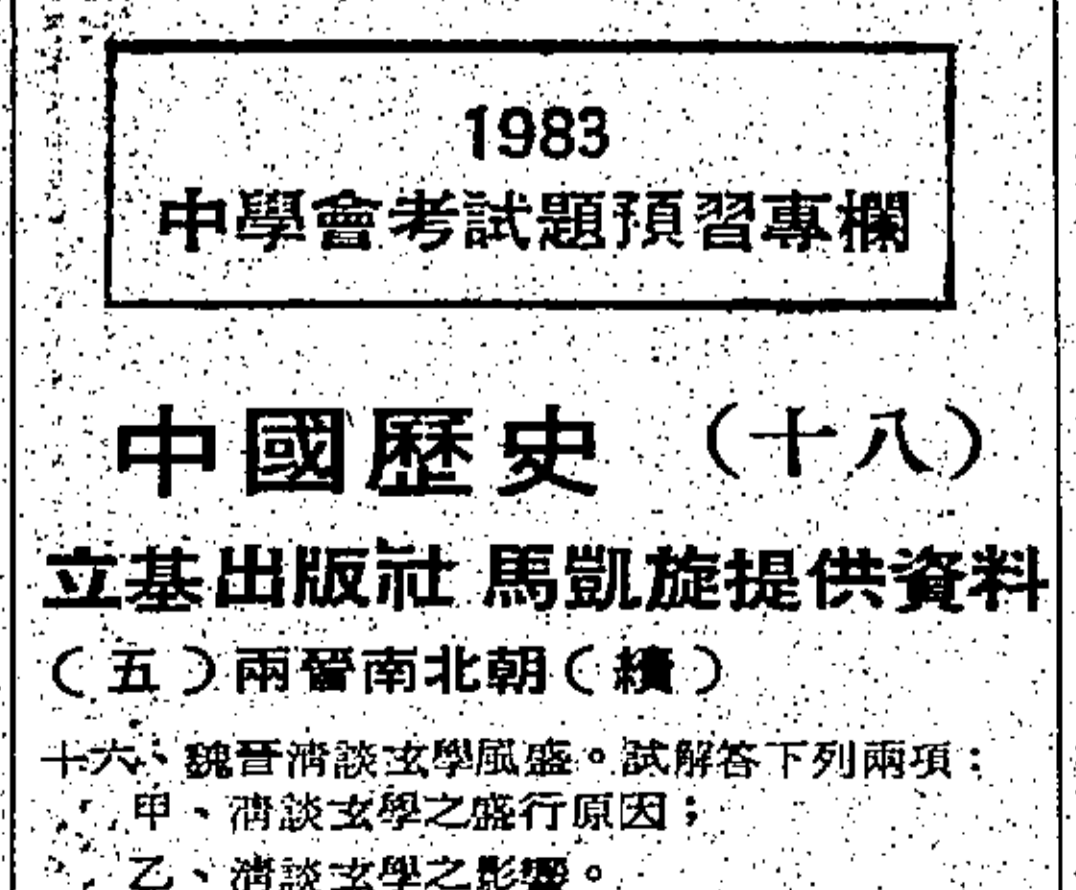 1983
中學會考試題預習專欄
中國歷史（十八）
立基出版社 馬凱旋提供資料
（五）兩晉南北朝（續）
十六、魏晉清談玄學風盛。試解答下列兩項：
甲、清談玄學之盛行原因；
乙、清談玄學之影響。